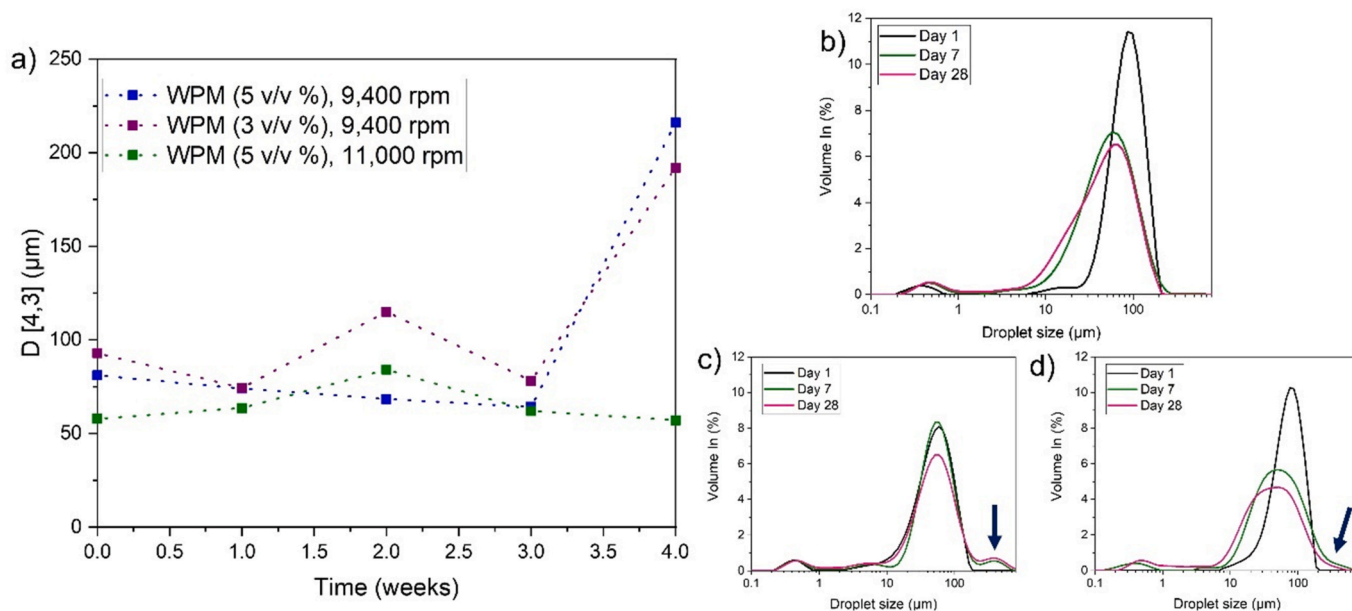 a)
250
200
150
100
50
0
D [4,3] (µm)
WPM (5 v/v %), 9,400 rpm
WPM (3 v/v %), 9,400 rpm
WPM (5 v/v %), 11,000 rpm
0.0 0.5 1.0 1.5 2.0 2.5 3.0 3.5 4.0
Time (weeks)
b)
12
10
8
6
4
2
0
Volume In (%)
Day 1
Day 7
Day 28
0.1 1 10 100
Droplet size (µm)
c)
12
10
8
6
4
2
0
Volume In (%)
Day 1
Day 7
Day 28
0.1 1 10 100
Droplet size (µm)
d)
12
10
8
6
4
2
0
Volume In (%)
Day 1
Day 7
Day 28
0.1 1 10 100
Droplet size (µm)